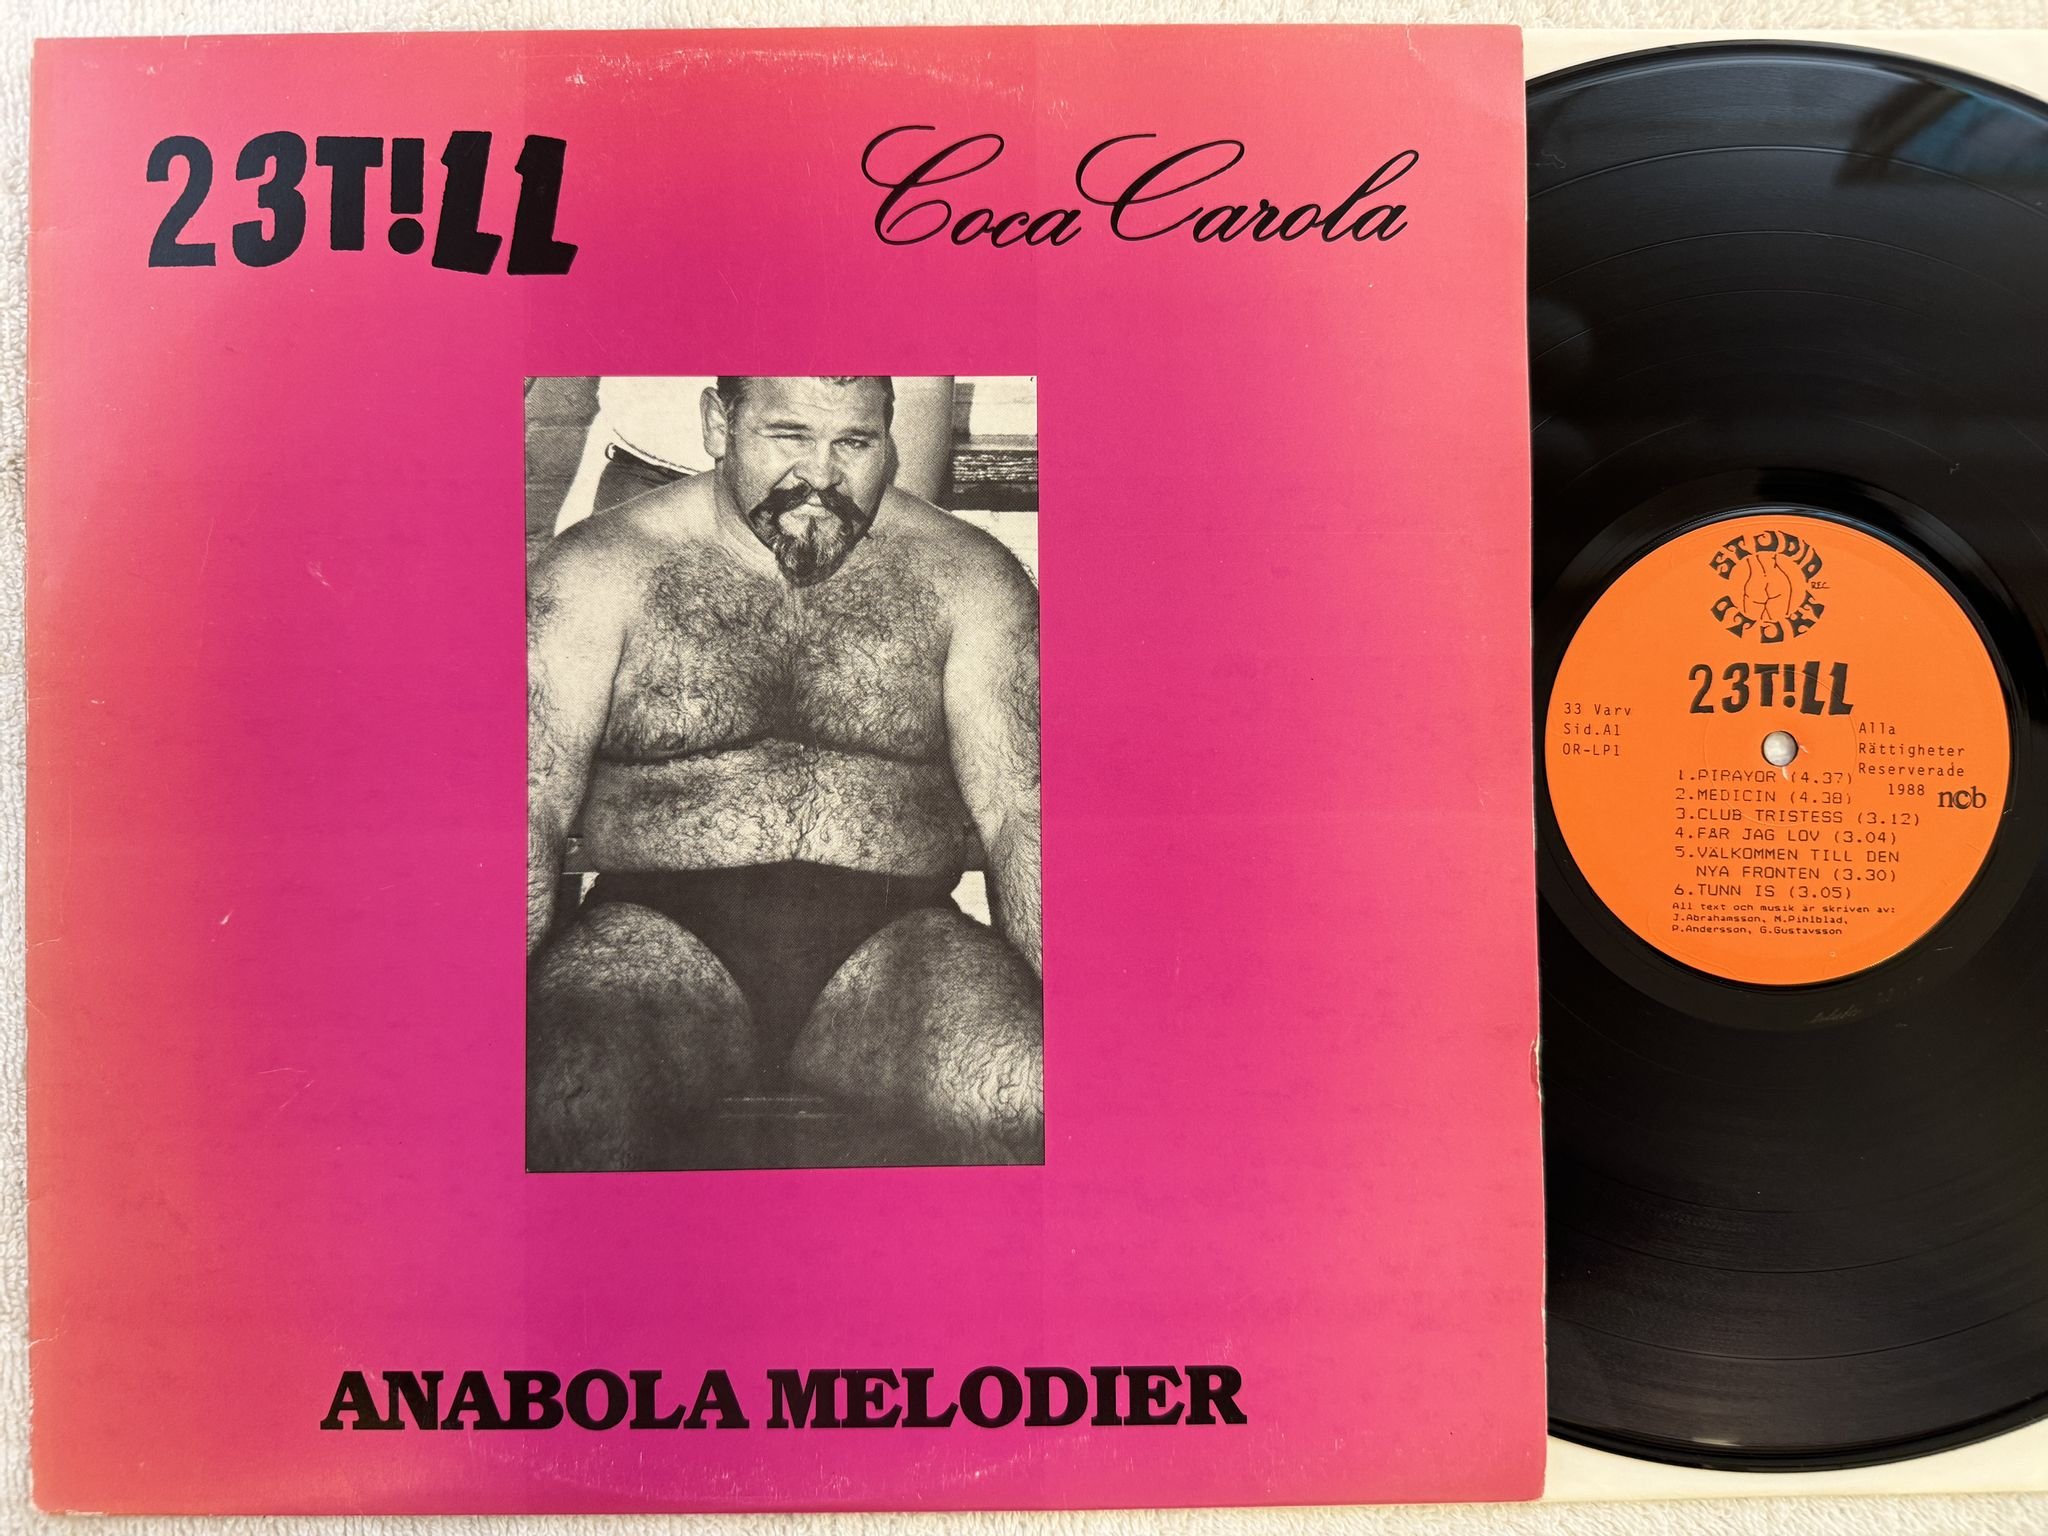 23T!LL
Coca Carola
ANABOLA MELODIER
STUDIO
REC.
OTUKT
23T!LL
33 Varv
Sid.A1
OR-LP1
Alla
Rättigheter
Reserverade
1988
ncb
1.PIRAYOR (4.37)
2.MEDICIN (4.38)
3.CLUB TRISTESS (3.12)
4.FÅR JAG LOV (3.04)
5.VÄLKOMMEN TILL DEN
NYA FRONTEN (3.30)
6.TUNN IS (3.05)
All text och musik är skriven av:
J.Abrahamsson, M.Pihlblad,
P.Andersson, G.Gustavsson